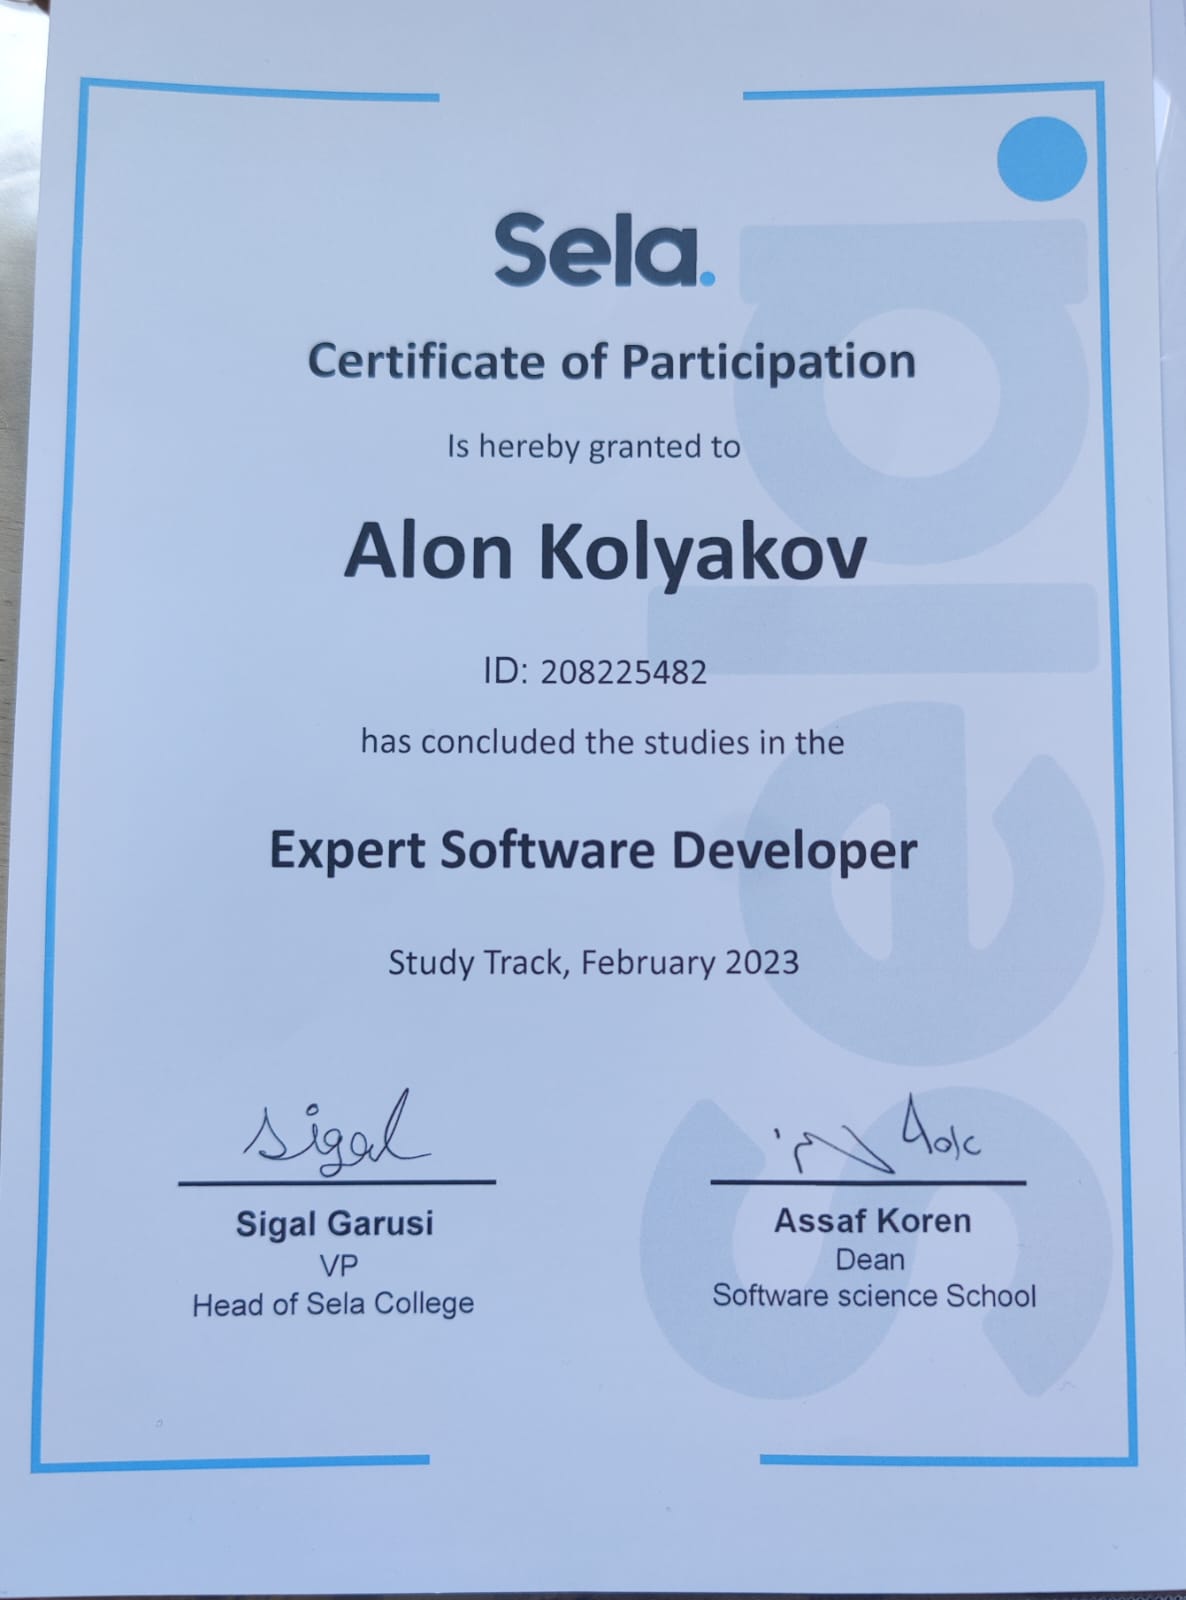 Sela.
Certificate of Participation
Is hereby granted to
Alon Kolyakov
ID: 208225482
has concluded the studies in the
Expert Software Developer
Study Track, February 2023
Sigal
Sigal Garusi
VP
Head of Sela College
Assaf Koren
Dean
Software science School
sela